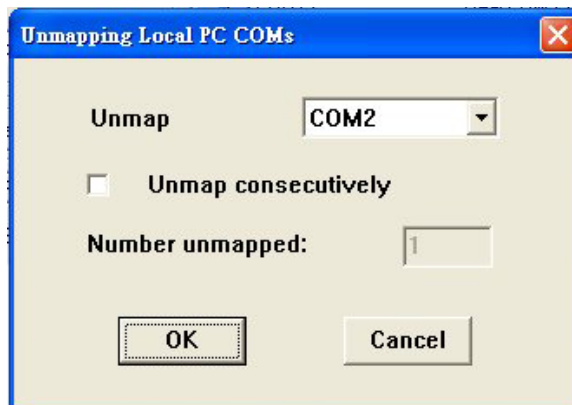 Unmapping Local PC COMs
Unmap COM2
Unmap consecutively
Number unmapped: 1
OK Cancel